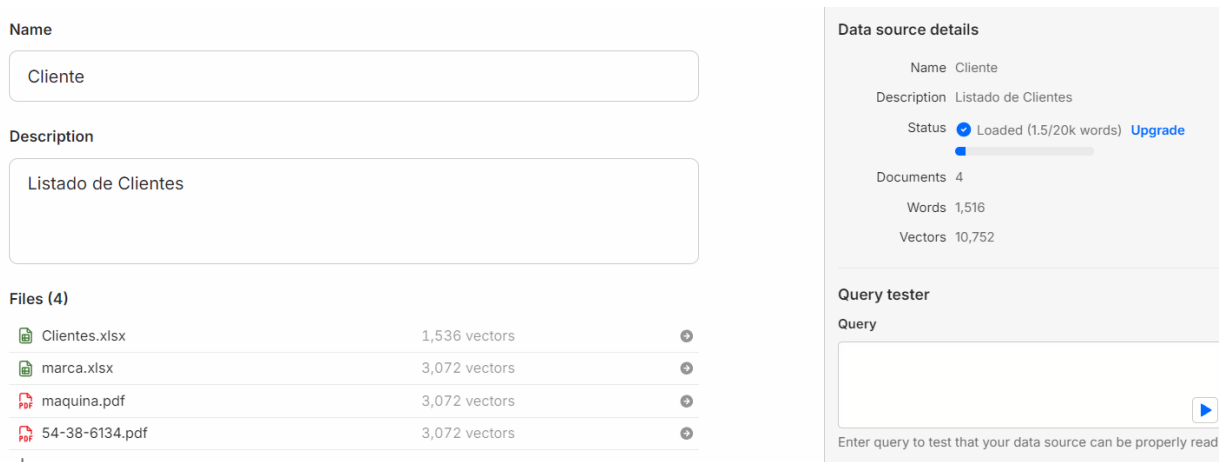 Name
Cliente
Description
Listado de Clientes
Files (4)
Clientes.xlsx 1,536 vectors
marca.xlsx 3,072 vectors
PDF maquina.pdf 3,072 vectors
PDF 54-38-6134.pdf 3,072 vectors
Data source details
Name Cliente
Description Listado de Clientes
Status Loaded (1.5/20k words) Upgrade
Documents 4
Words 1,516
Vectors 10,752
Query tester
Query
Enter query to test that your data source can be properly read